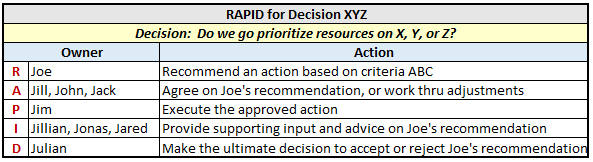 RAPID for Decision XYZ
Decision: Do we go prioritize resources on X, Y, or Z?
Owner Action
R Joe Recommend an action based on criteria ABC
A Jill, John, Jack Agree on Joe's recommendation, or work thru adjustments
P Jim Execute the approved action
I Jillian, Jonas, Jared Provide supporting input and advice on Joe's recommendation
D Julian Make the ultimate decision to accept or reject Joe's recommendation